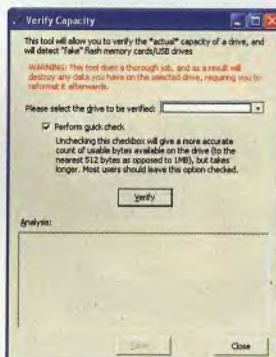 Verify Capacity
This tool will allow you to verify the *actual* capacity of a drive, and
will detect "fake" flash memory cards/USB drives
WARNING! This tool does a thorough job, and as a result will
destroy any data you have on the selected drive, requiring you to
reformat it afterwards.
Please select the drive to be verified:
Perform quick check
Unchecking this checkbox will give a more accurate
count of usable bytes available on the drive (to the
nearest 512 bytes as opposed to 1MB), but takes
longer. Most users should leave this option checked.
Verify
Analysis:
Close